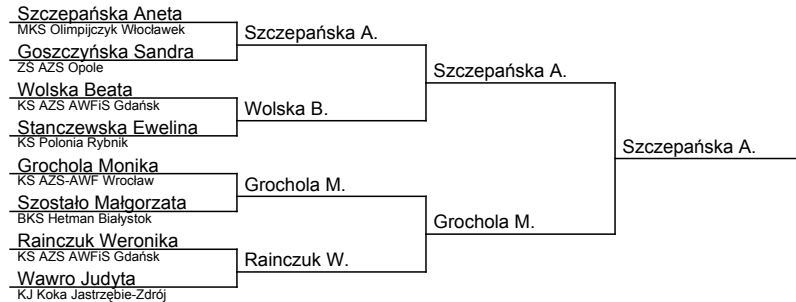 Szczepańska Aneta
MKS Olimpijczyk Włocławek
Goszczyńska Sandra
ZŚ AZS Opole
Wolska Beata
KS AZS AWFiS Gdańsk
Stanczewska Ewelina
KS Polonia Rybnik
Grochola Monika
KS AZS-AWF Wrocław
Szostało Małgorzata
BKS Hetman Białystok
Rainczuk Weronika
KS AZS AWFiS Gdańsk
Wawro Judyta
KJ Koka Jastrzębie-Zdrój
Szczepańska A.
Wolska B.
Grochola M.
Rainczuk W.
Szczepańska A.
Grochola M.
Szczepańska A.